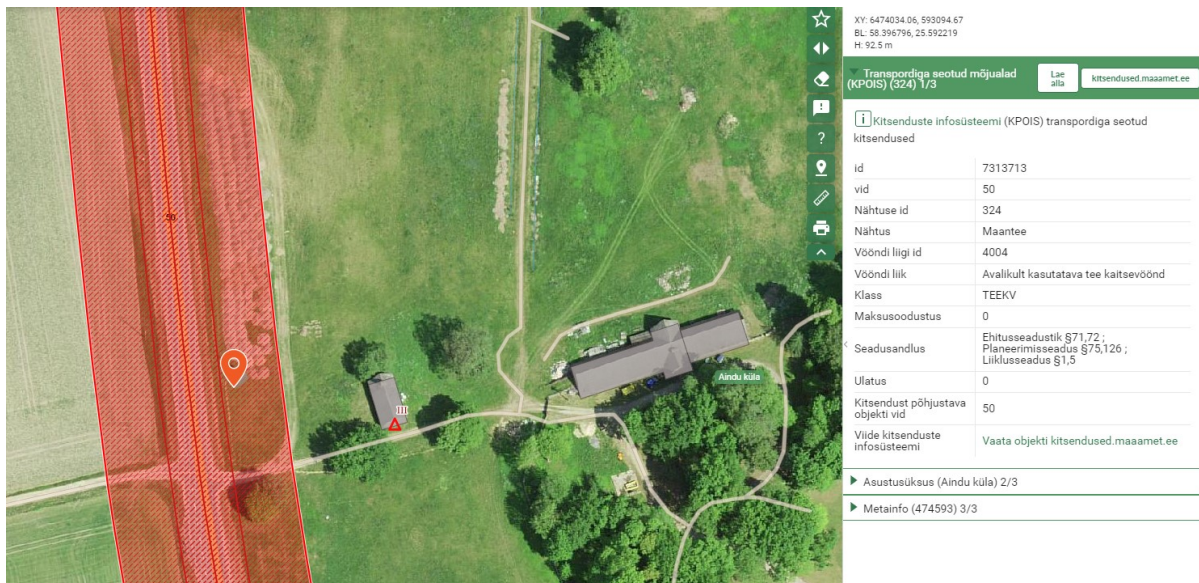 XY: 6474034.06, 593094.67
BL: 58.396796, 25.592219
H: 92.5 m
Transpordiga seotud mõjualad
(KPOIS) (324) 1/3
Lae
alla
kitsendused.maaamet.ee
i Kitsenduste infosüsteemi (KPOIS) transpordiga seotud
kitsendused
id 7313713
vid 50
Nähtuse id 324
Nähtus Maantee
Vööndi liigi id 4004
Vööndi liik Avalikult kasutatava tee kaitsevöönd
Klass TEEKV
Maksusoodustus 0
Seadusandlus Ehitusseadustik §71,72 ;
Planeerimisseadus §75,126 ;
Liiklusseadus §1,5
Ulatus 0
Kitsendust põhjustava
objekti vid 50
Viide kitsenduste
infosüsteemi Vaata objekti kitsendused.maaamet.ee
Asustusüksus (Aindu küla) 2/3
Metainfo (474593) 3/3
50
III
Aindu küla
?